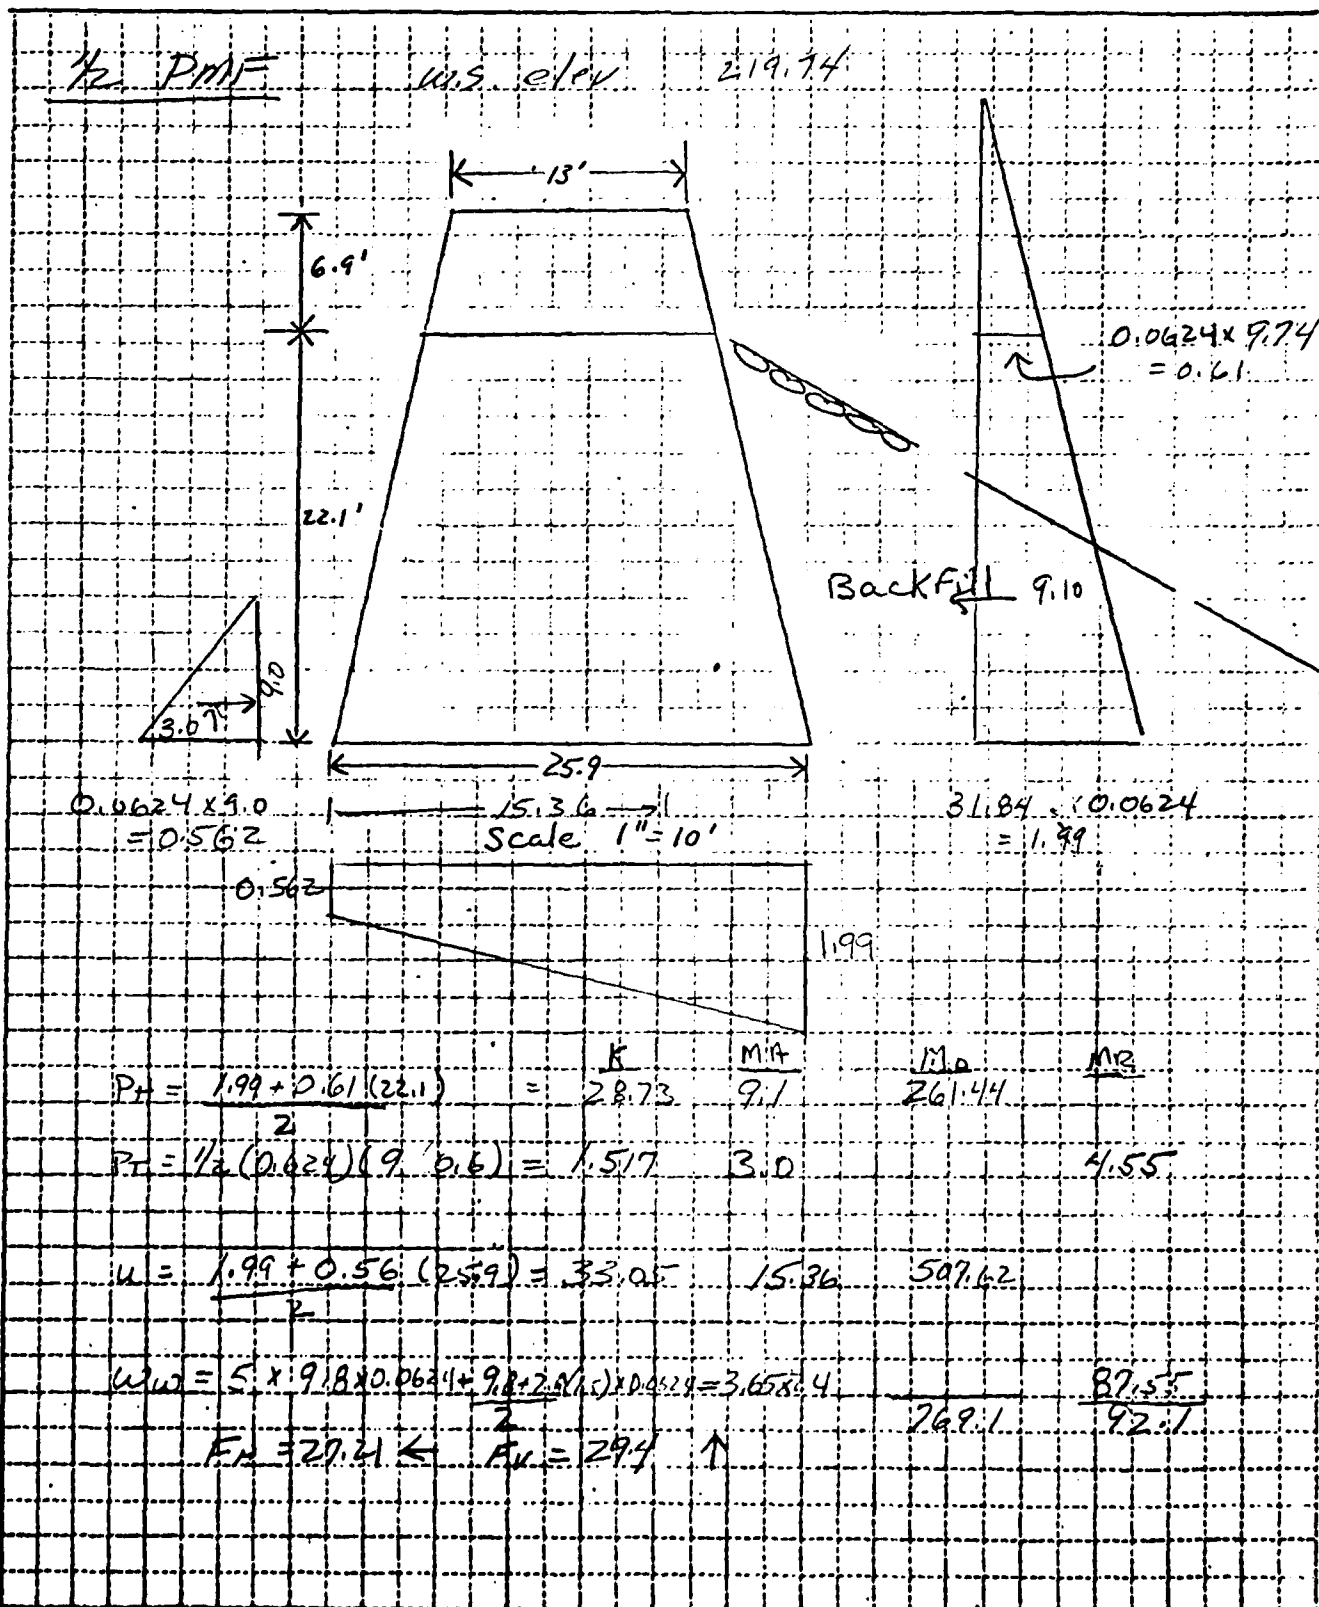 1/2 PMF w.s. elev 219.74
13'
6.9'
0.0624 x 9.74
= 0.61
22.1'
Backfill 9.10
9.0
3.0
25.9
0.0624 x 9.0
= 0.562
15.36
Scale 1" = 10'
31.84 x 0.0624
= 1.99
0.562
1.99
K M.A Mo MR
PH = 1.99 + 0.61 (22.1) / 2 = 28.73 9.1 261.44
PT = 1/2 (0.624)(9 0.6) = 1.517 3.0 4.55
u = 1.99 + 0.56 (25.9) / 2 = 33.05 15.36 507.62
Ww = 5 x 9.8 x 0.0624 + 9.8+2. (1.5) x 0.0624 / 2 = 3.65 87.55
769.1 92.1
FH = 27.21 ← FV = 29.4 ↑